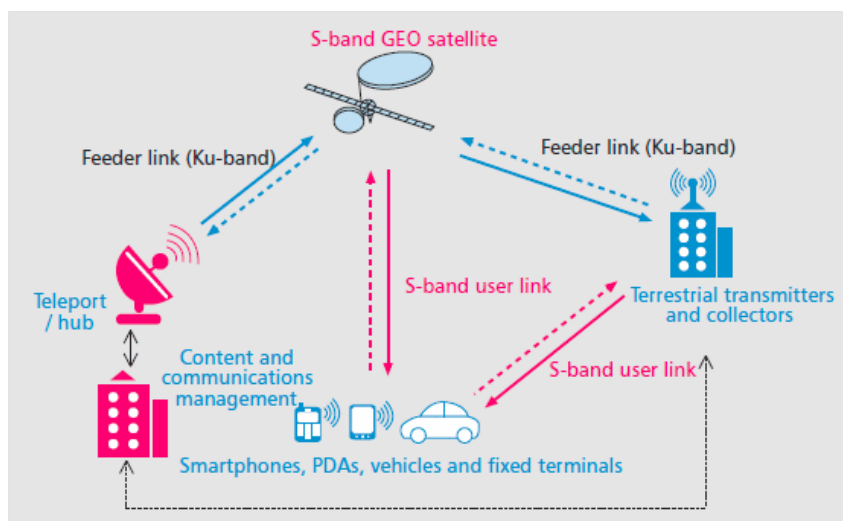 S-band GEO satellite
Feeder link (Ku-band)
Feeder link (Ku-band)
S-band user link
Teleport
/ hub
Terrestrial transmitters
and collectors
Content and
communications
management
S-band user link
Smartphones, PDAs, vehicles and fixed terminals